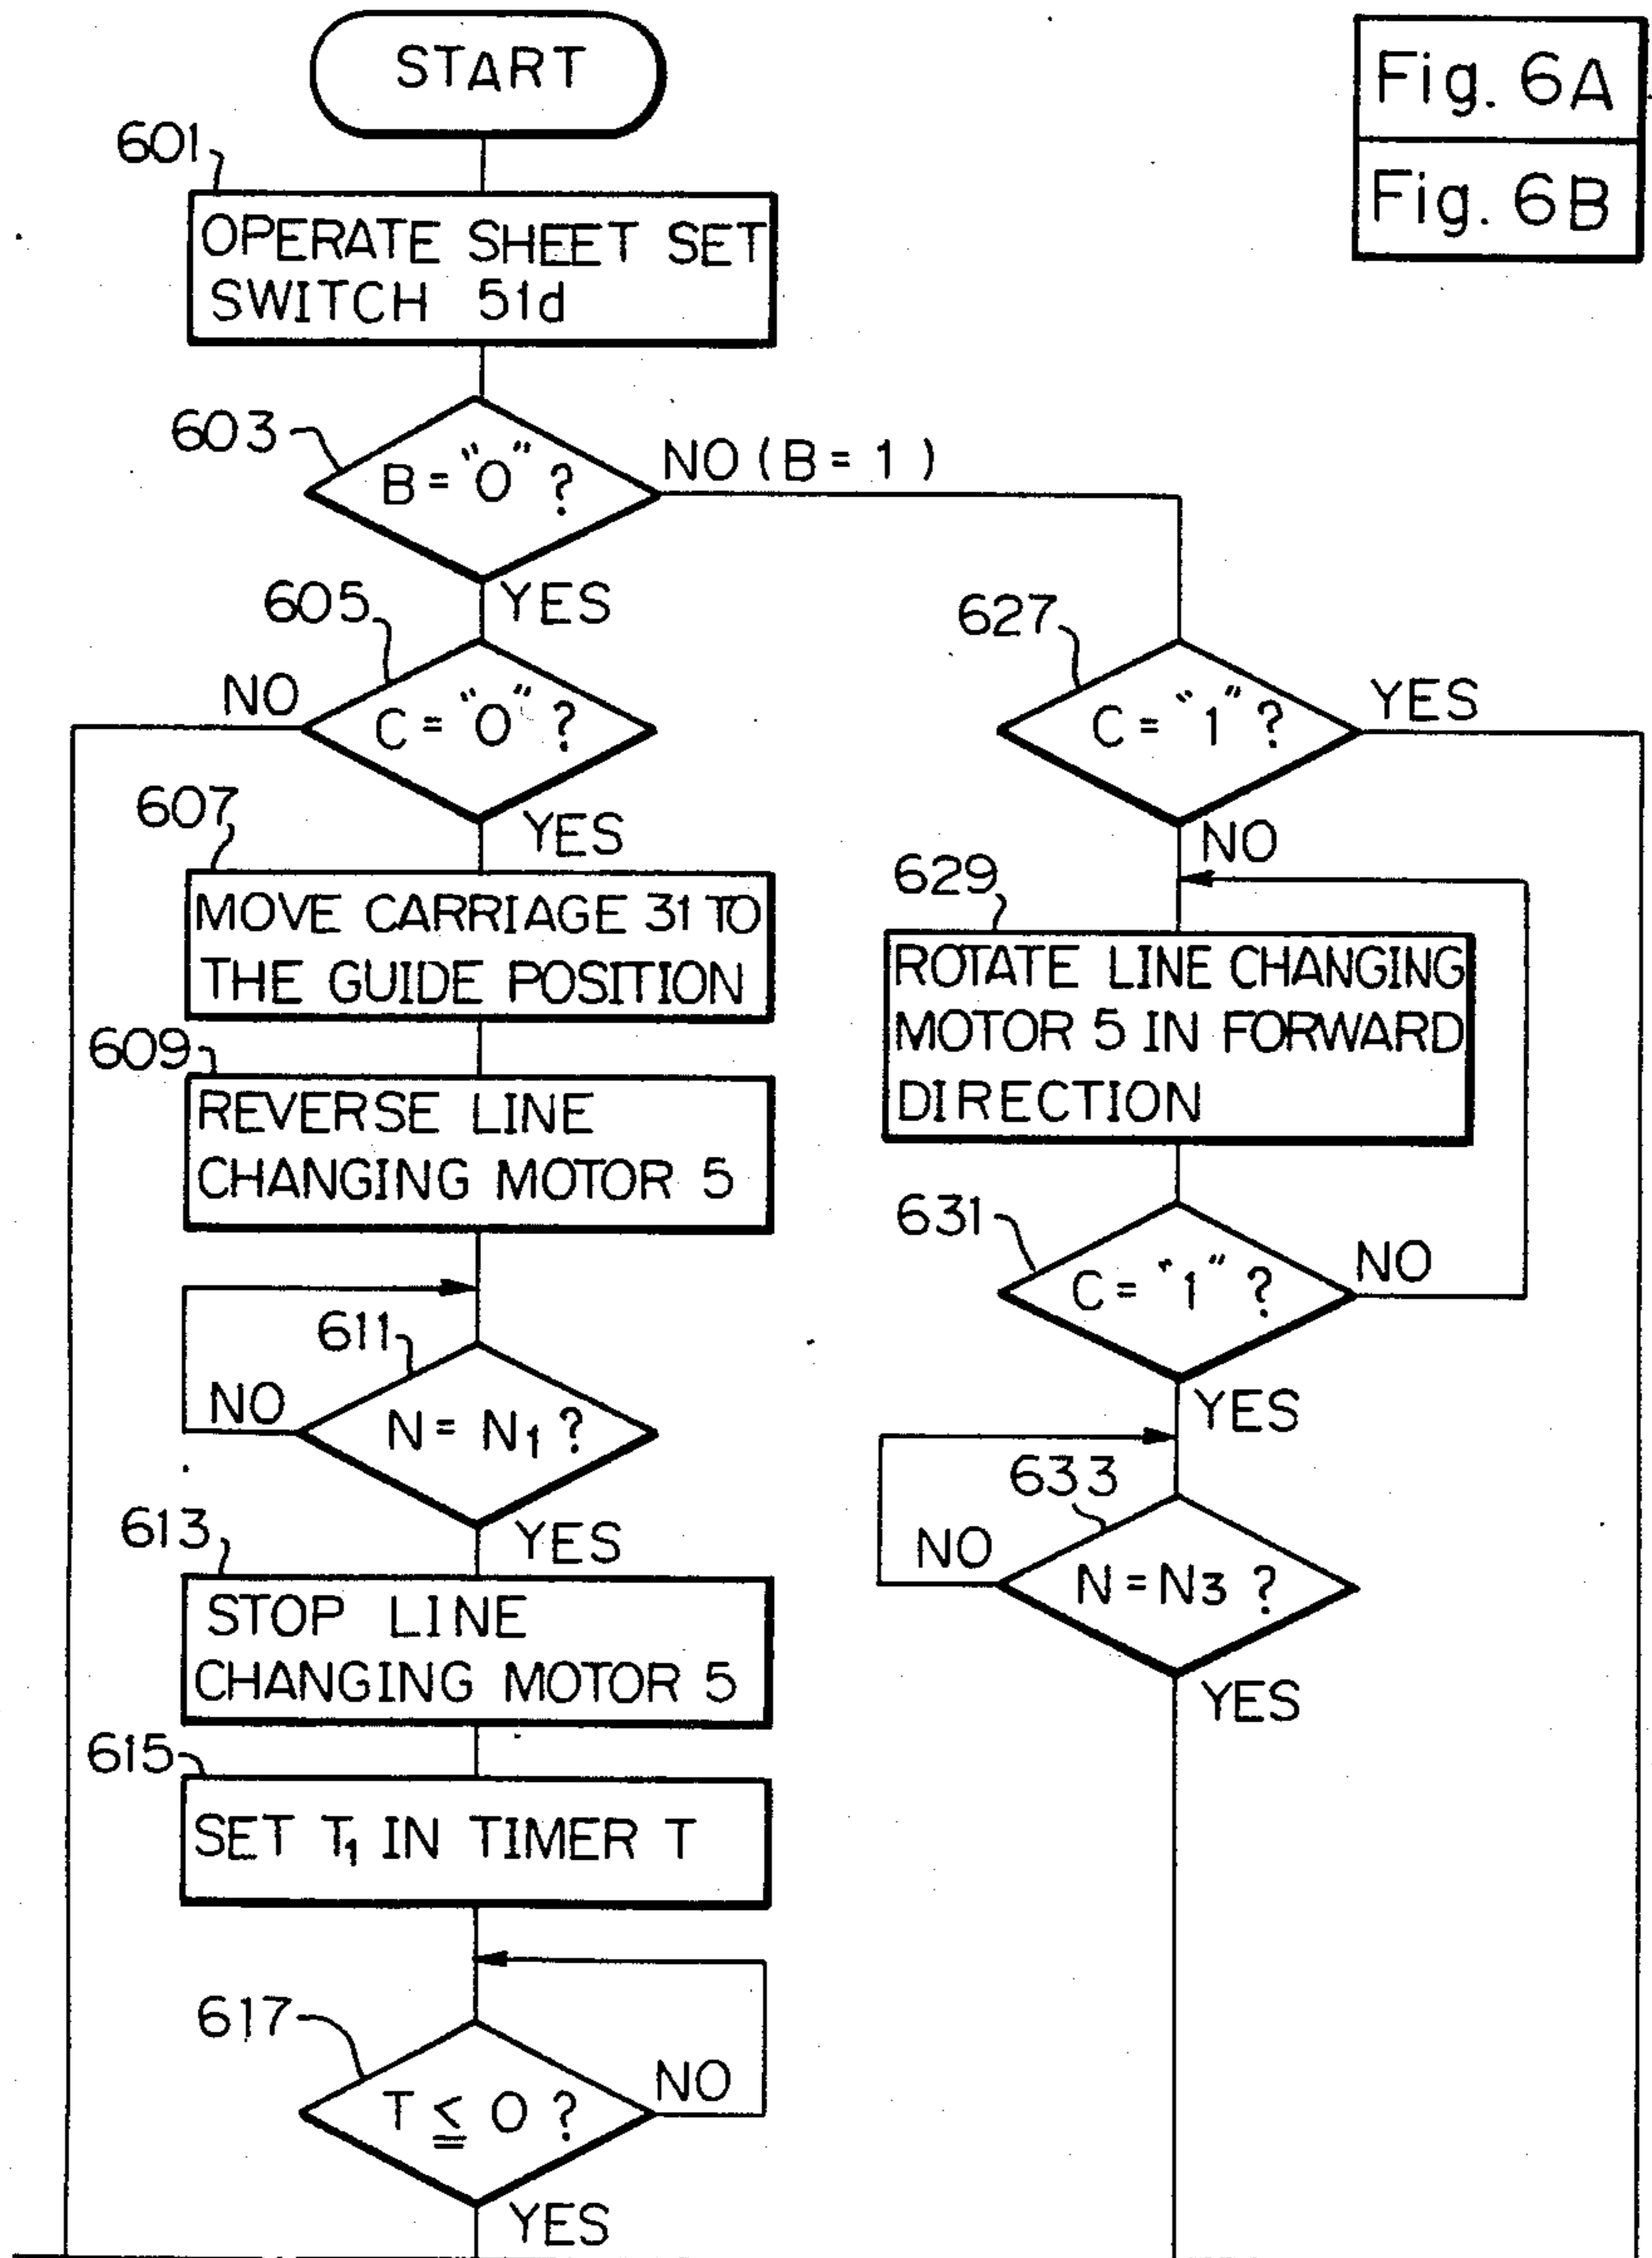 START
Fig. 6A
Fig. 6B
601
OPERATE SHEET SET
SWITCH 51d
603
B = "0" ?
NO (B = 1)
YES
605
C = "0" ?
NO
YES
627
C = "1" ?
YES
NO
607
MOVE CARRIAGE 31 TO
THE GUIDE POSITION
629
ROTATE LINE CHANGING
MOTOR 5 IN FORWARD
DIRECTION
609
REVERSE LINE
CHANGING MOTOR 5
631
C = "1" ?
NO
YES
611
N = N1 ?
NO
YES
633
N = N3 ?
NO
YES
613
STOP LINE
CHANGING MOTOR 5
615
SET T1 IN TIMER T
617
T ≦ 0 ?
NO
YES